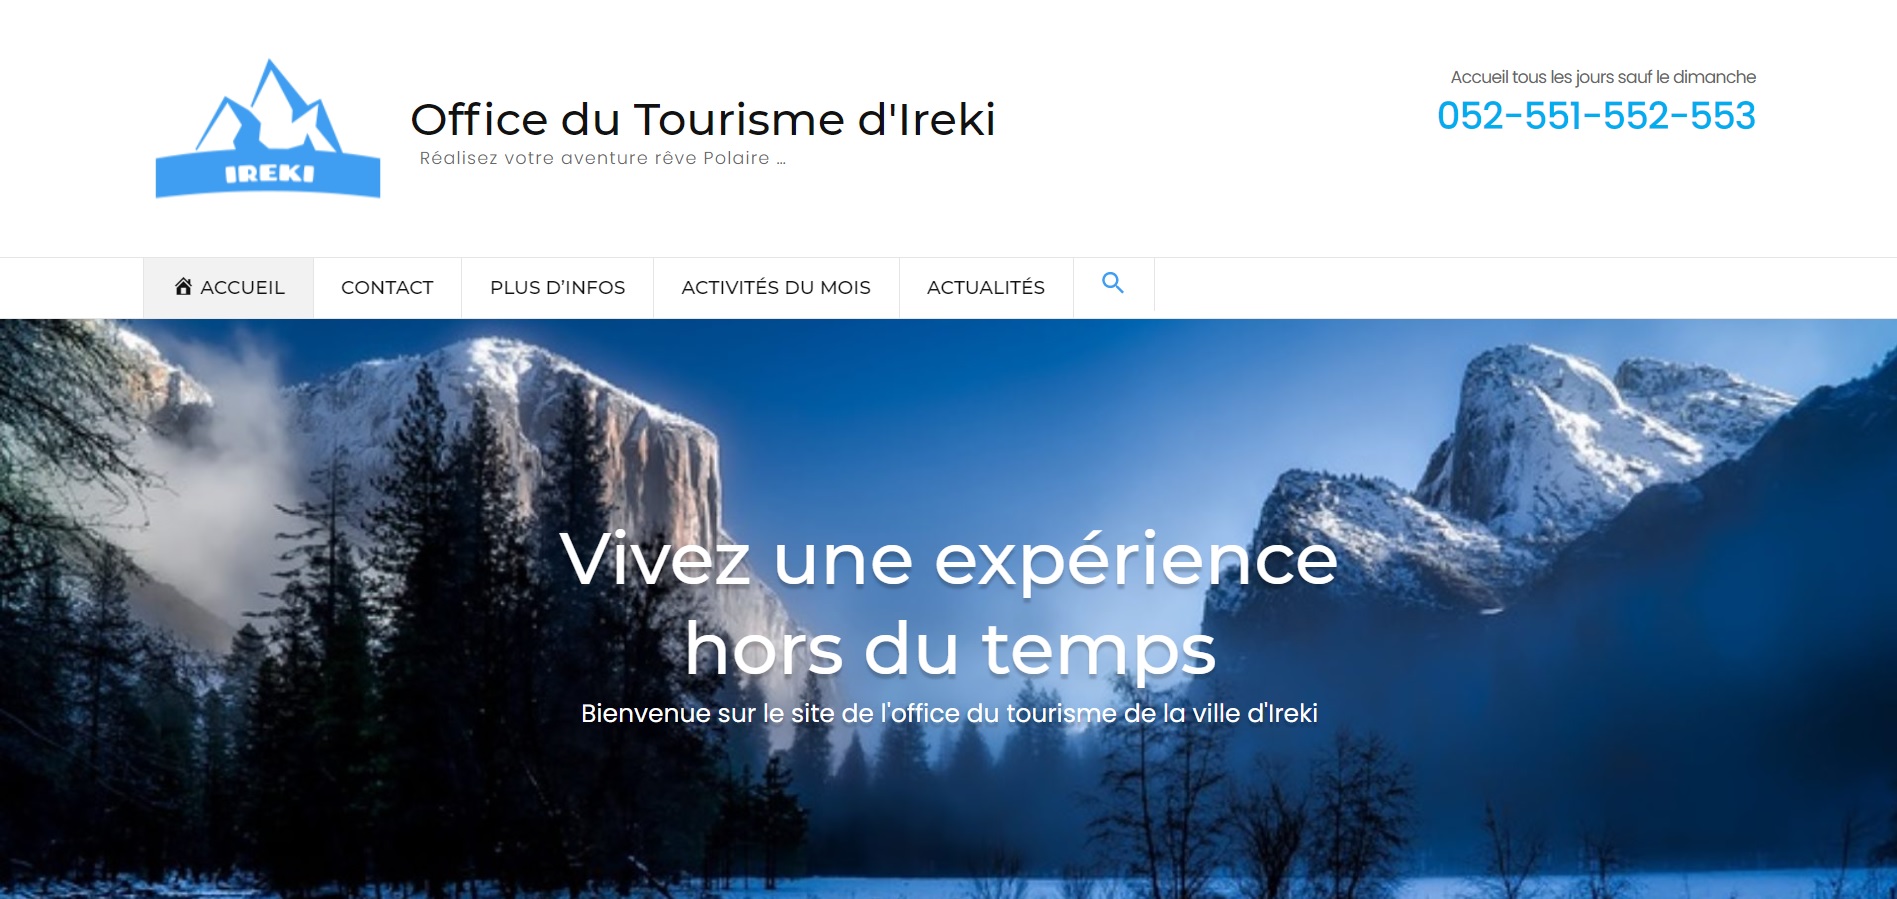 IREKI
Office du Tourisme d'Ireki
Réalisez votre aventure rêve Polaire ...
Accueil tous les jours sauf le dimanche
052-551-552-553
ACCUEIL
CONTACT
PLUS D’INFOS
ACTIVITÉS DU MOIS
ACTUALITÉS
Vivez une expérience
hors du temps
Bienvenue sur le site de l'office du tourisme de la ville d'Ireki